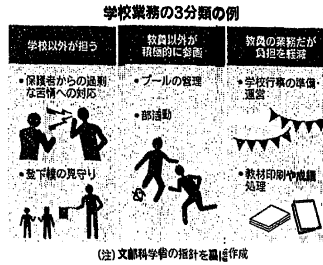 学校業務の3分類の例
学校以外が担う
教員以外が
積極的に参画
教員の業務だが
負担を軽減
・保護者からの過剰
な苦情への対応
・登下校の見守り
・プールの管理
・部活動
・学校行事の準備・
運営
・教材印刷や成績
処理
(注)文部科学省の指針を基に作成